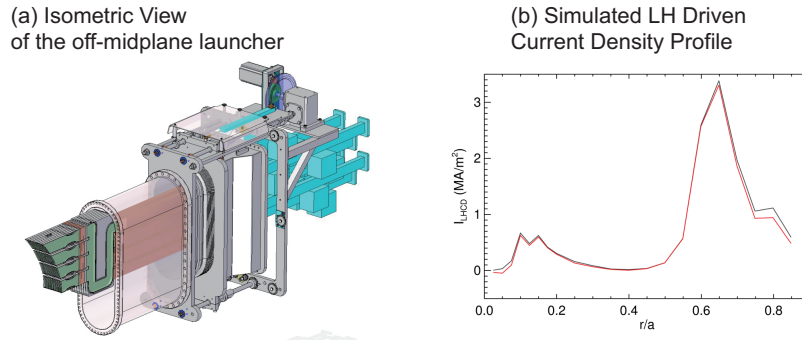 (a) Isometric View
of the off-midplane launcher
(b) Simulated LH Driven
Current Density Profile
I_LHCD (MA/m²)
3
2
1
0
0.0 0.2 0.4 0.6 0.8
r/a